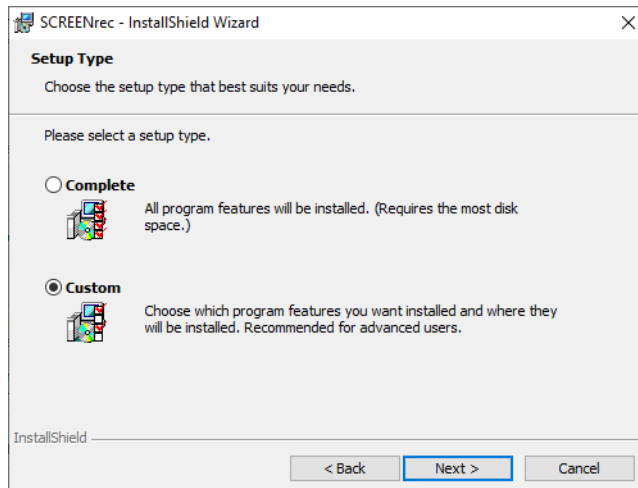 SCREENrec - InstallShield Wizard
Setup Type
Choose the setup type that best suits your needs.
Please select a setup type.
Complete
All program features will be installed. (Requires the most disk
space.)
Custom
Choose which program features you want installed and where they
will be installed. Recommended for advanced users.
InstallShield
< Back Next > Cancel